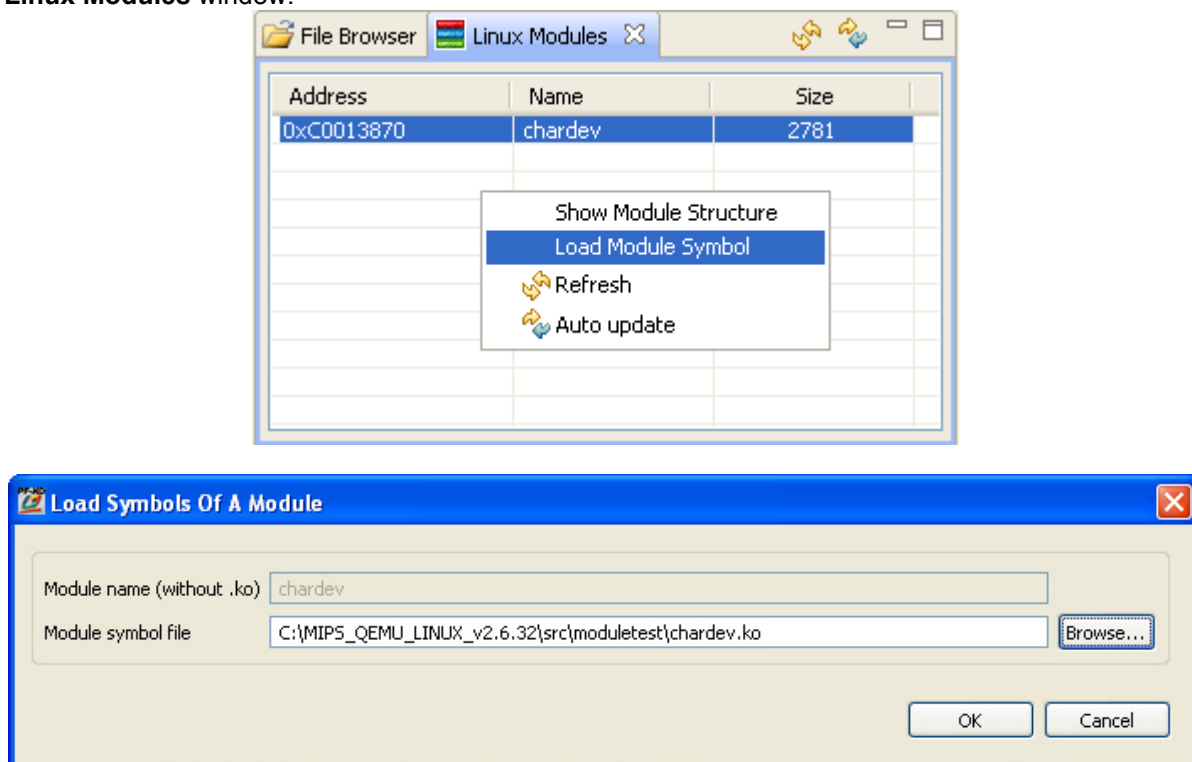 Linux Modules window.
File Browser Linux Modules
Address Name Size
0xC0013870 chardev 2781
Show Module Structure
Load Module Symbol
Refresh
Auto update
Load Symbols Of A Module
Module name (without .ko) chardev
Module symbol file C:\MIPS_QEMU_LINUX_v2.6.32\src\moduletest\chardev.ko Browse...
OK Cancel